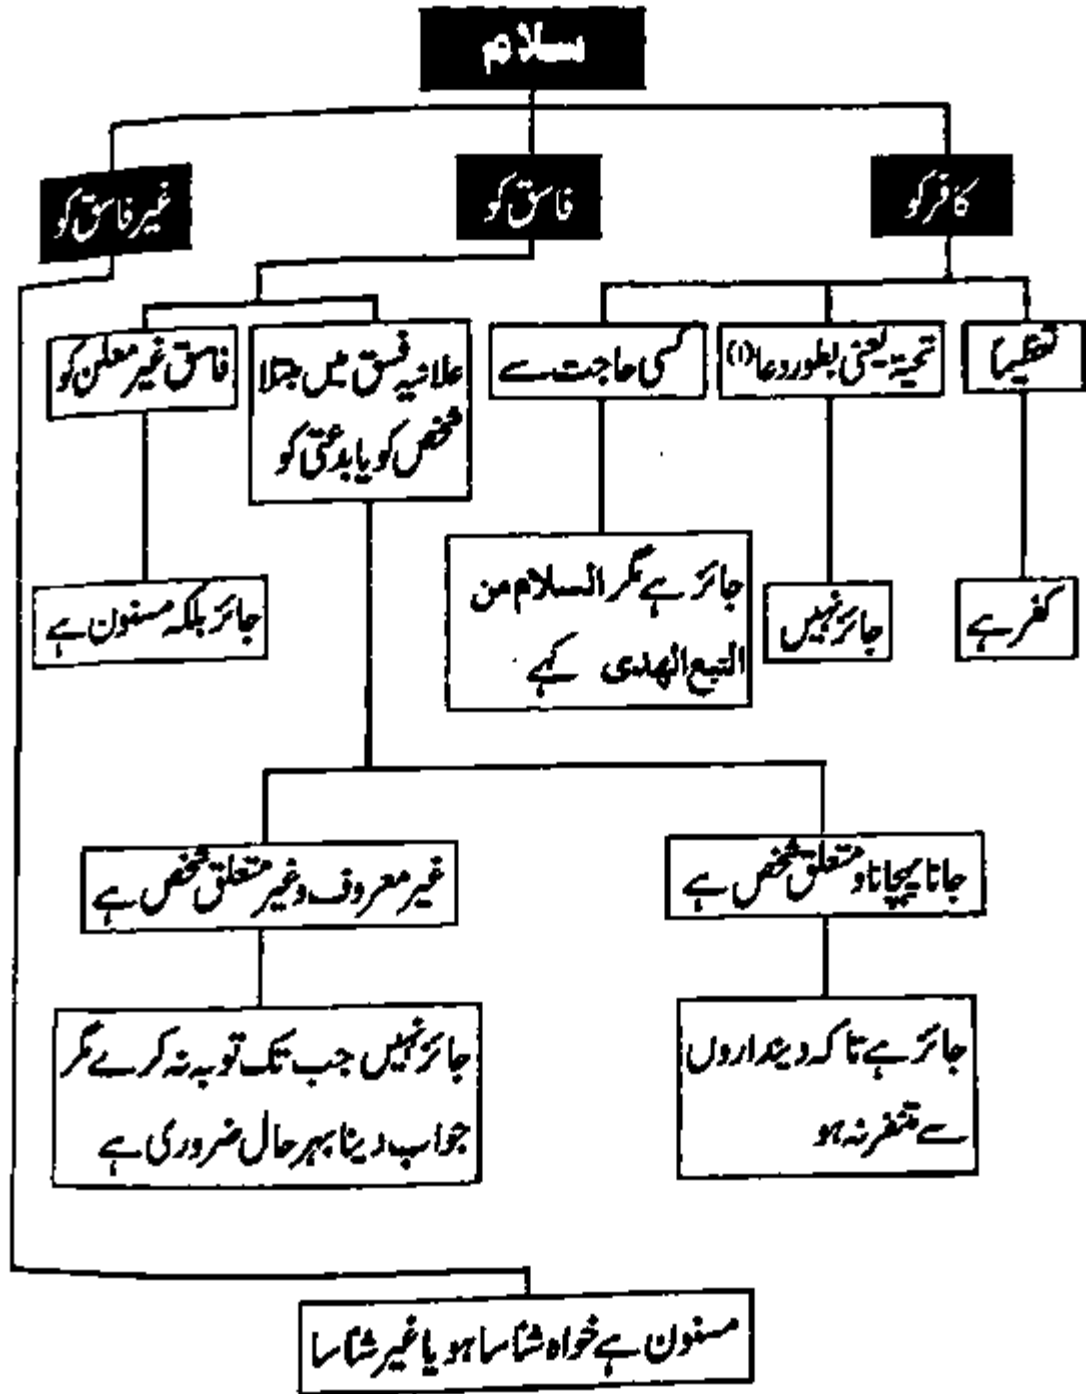 سلام
کافر کو
فاسق کو
غیر فاسق کو
تعظیماً
تحیۃ یعنی بطور دعا (۱)
کسی حاجت سے
علانیہ فسق میں مبتلا
شخص کو یا بدعتی کو
فاسق غیر معلن کو
کفر ہے
جائز نہیں
جائز ہے مگر السلام من
التبع الهدى کہے
جائز بلکہ مسنون ہے
جانا پہچانا و متعلق شخص ہے
غیر معروف و غیر متعلق شخص ہے
جائز ہے تاکہ دینداروں
سے متنفر نہ ہو
جائز نہیں جب تک توبہ نہ کرے مگر
جواب دینا بہر حال ضروری ہے
مسنون ہے خواہ شناسا ہو یا غیر شناسا